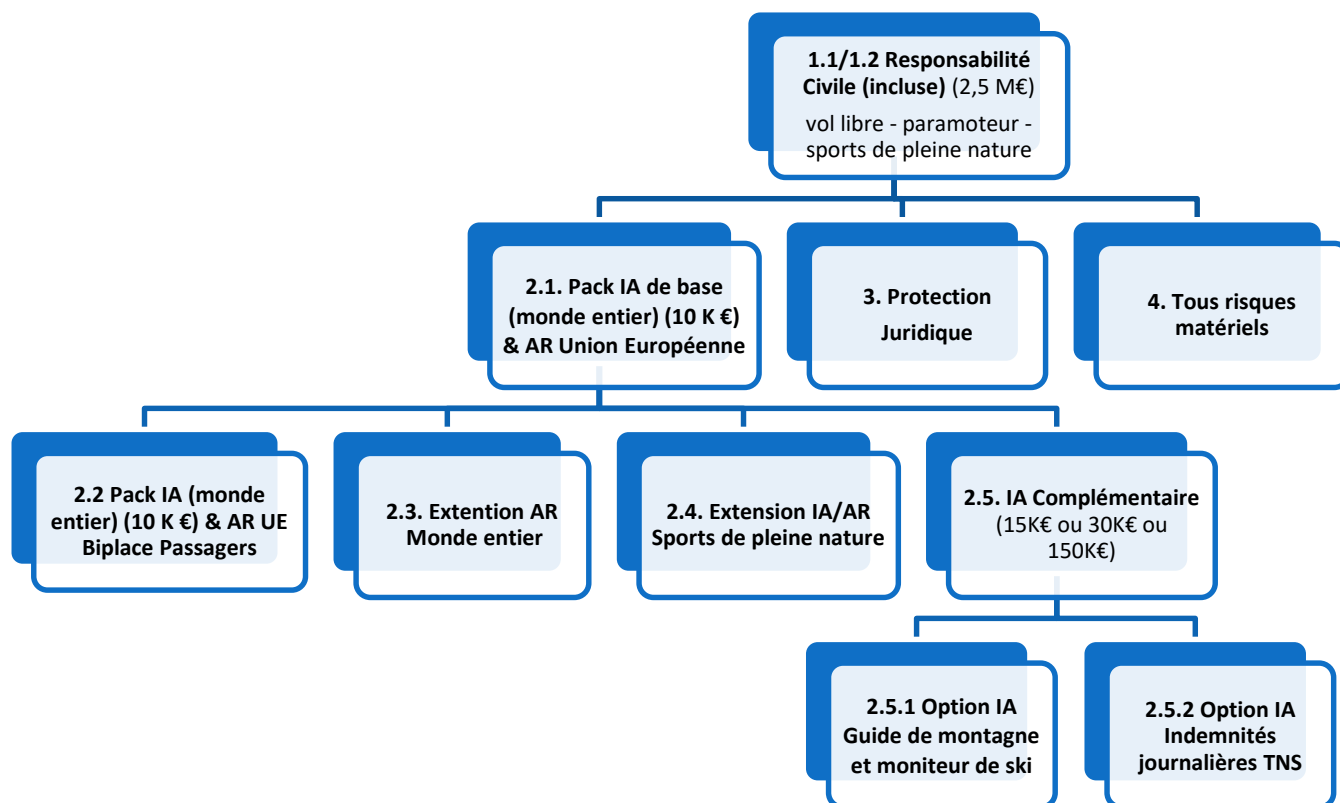 1.1/1.2 Responsabilité
Civile (incluse) (2,5 M€)
vol libre - paramoteur -
sports de pleine nature
2.1. Pack IA de base
(monde entier) (10 K €)
& AR Union Européenne
3. Protection
Juridique
4. Tous risques
matériels
2.2 Pack IA (monde
entier) (10 K €) & AR UE
Biplace Passagers
2.3. Extention AR
Monde entier
2.4. Extension IA/AR
Sports de pleine nature
2.5. IA Complémentaire
(15K€ ou 30K€ ou
150K€)
2.5.1 Option IA
Guide de montagne
et moniteur de ski
2.5.2 Option IA
Indemnités
journalières TNS